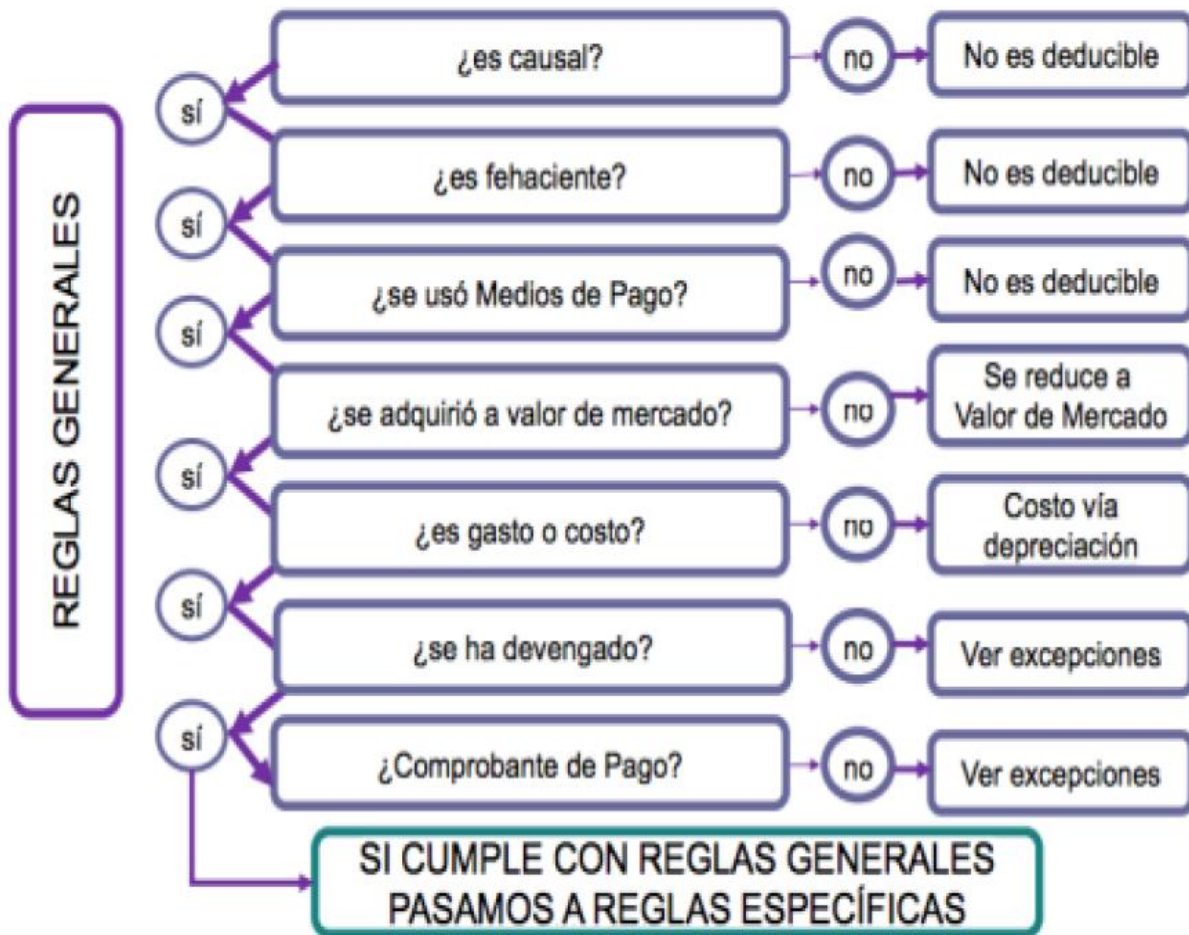 REGLAS GENERALES
¿es causal?
no
No es deducible
sí
¿es fehaciente?
no
No es deducible
sí
¿se usó Medios de Pago?
no
No es deducible
sí
¿se adquirió a valor de mercado?
no
Se reduce a
Valor de Mercado
sí
¿es gasto o costo?
no
Costo vía
depreciación
sí
¿se ha devengado?
no
Ver excepciones
sí
¿Comprobante de Pago?
no
Ver excepciones
SI CUMPLE CON REGLAS GENERALES
PASAMOS A REGLAS ESPECÍFICAS